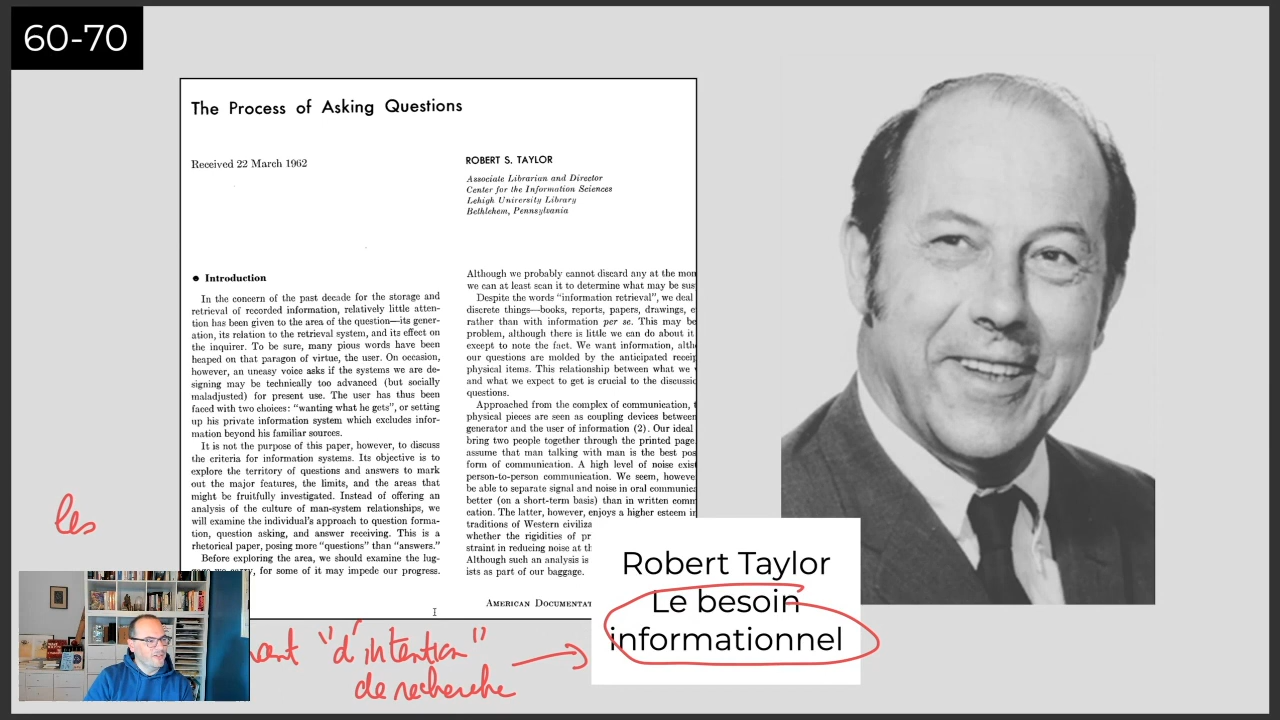 60-70
The Process of Asking Questions
Received 22 March 1962
ROBERT S. TAYLOR
Associate Librarian and Director
Center for the Information Sciences
Lehigh University Library
Bethlehem, Pennsylvania
● Introduction
In the concern of the past decade for the storage and
retrieval of recorded information, relatively little atten-
tion has been given to the area of the question—its gener-
ation, its relation to the retrieval system, and its effect on
the inquirer. To be sure, many pious words have been
heaped on that paragon of virtue, the user. On occasion,
however, an uneasy voice asks if the systems we are de-
signing may be technically too advanced (but socially
maladjusted) for present use. The user has thus been
faced with two choices: “wanting what he gets”, or setting
up his private information system which excludes infor-
mation beyond his familiar sources.
It is not the purpose of this paper, however, to discuss
the criteria for information systems. Its objective is to
explore the territory of questions and answers to mark
out the major features, the limits, and the areas that
might be fruitfully investigated. Instead of offering an
analysis of the culture of man-system relationships, we
will examine the individual's approach to question forma-
tion, question asking, and answer receiving. This is a
rhetorical paper, posing more “questions” than “answers.”
Before exploring the area, we should examine the lug-
for some of it may impede our progress.
Although we probably cannot discard any at the
we can at least scan it to determine what may be
Despite the words “information retrieval”, we deal
discrete things—books, reports, papers, drawings,
rather than with information per se. This may be
problem, although there is little we can do about it
except to note the fact. We want information,
our questions are molded by the anticipated
physical items. This relationship between what we
and what we expect to get is crucial to the
questions.
Approached from the complex of communication,
physical pieces are seen as coupling devices between
generator and the user of information (2). Our ideal
bring two people together through the printed page.
assume that man talking with man is the best
form of communication. A high level of noise
person-to-person communication. We seem,
be able to separate signal and noise in oral
better (on a short-term basis) than in written
cation. The latter, however, enjoys a higher esteem
traditions of Western
whether the rigidities of
straint in reducing noise at
Although such an analysis is
ists as part of our baggage.
AMERICAN
les
"d'intention"
de recherche
Robert Taylor
Le besoin
informationnel